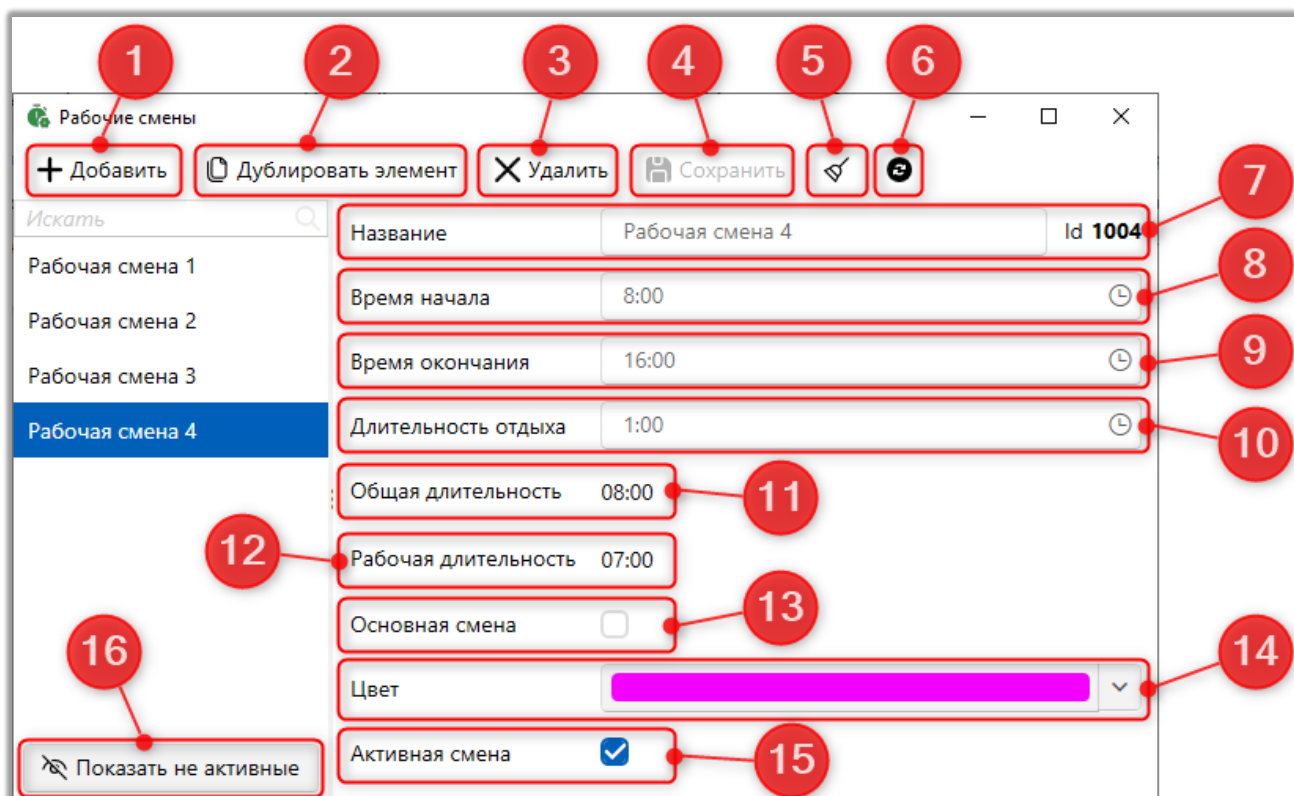 1 2 3 4 5 6
Рабочие смены
Добавить Дублировать элемент Удалить Сохранить
7
Искать
Название Рабочая смена 4 Id 1004
Рабочая смена 1
8
Время начала 8:00
Рабочая смена 2
9
Время окончания 16:00
Рабочая смена 3
Длительность отдыха 1:00
Рабочая смена 4
10
Общая длительность 08:00 11
12 Рабочая длительность 07:00
13
Основная смена
16 14
Цвет
Активная смена 15
Показать не активные